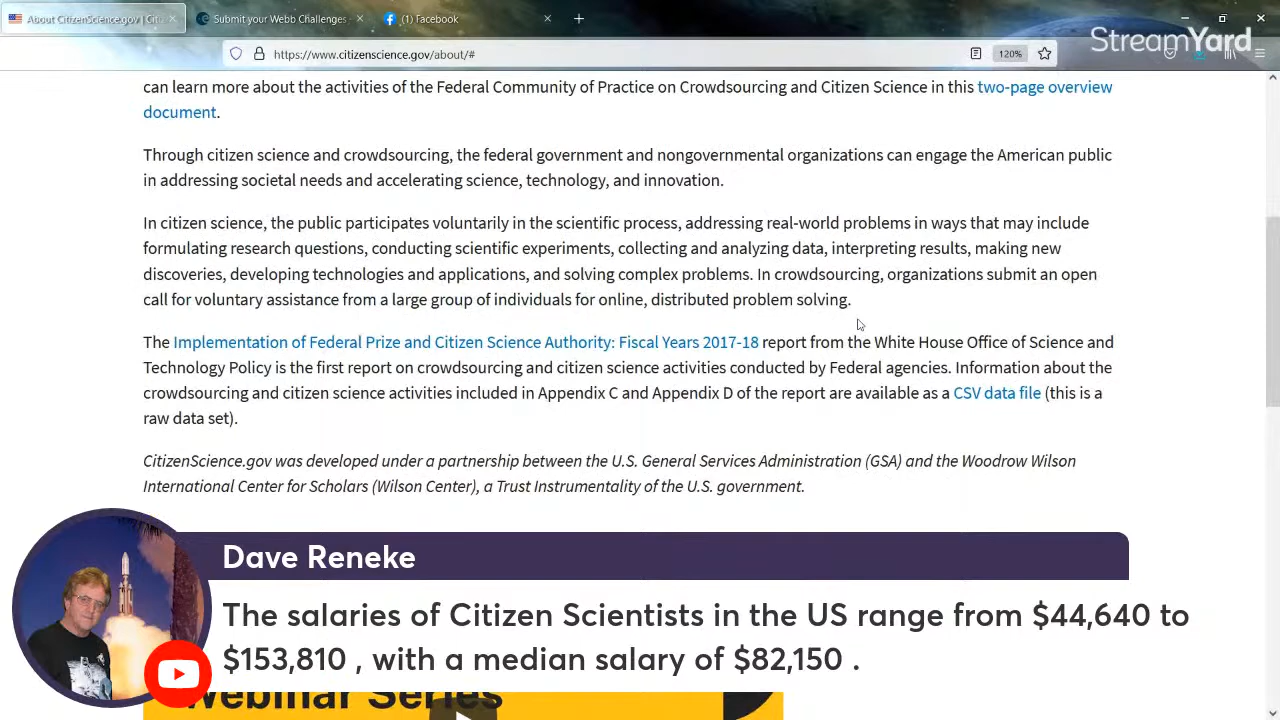 About CitizenScience.gov | Cit
Submit your Webb Challenges
(1) Facebook
StreamYard
https://www.citizenscience.gov/about/#
120%
can learn more about the activities of the Federal Community of Practice on Crowdsourcing and Citizen Science in this two-page overview
document.
Through citizen science and crowdsourcing, the federal government and nongovernmental organizations can engage the American public
in addressing societal needs and accelerating science, technology, and innovation.
In citizen science, the public participates voluntarily in the scientific process, addressing real-world problems in ways that may include
formulating research questions, conducting scientific experiments, collecting and analyzing data, interpreting results, making new
discoveries, developing technologies and applications, and solving complex problems. In crowdsourcing, organizations submit an open
call for voluntary assistance from a large group of individuals for online, distributed problem solving.
The Implementation of Federal Prize and Citizen Science Authority: Fiscal Years 2017-18 report from the White House Office of Science and
Technology Policy is the first report on crowdsourcing and citizen science activities conducted by Federal agencies. Information about the
crowdsourcing and citizen science activities included in Appendix C and Appendix D of the report are available as a CSV data file (this is a
raw data set).
CitizenScience.gov was developed under a partnership between the U.S. General Services Administration (GSA) and the Woodrow Wilson
International Center for Scholars (Wilson Center), a Trust Instrumentality of the U.S. government.
Dave Reneke
The salaries of Citizen Scientists in the US range from $44,640 to
$153,810 , with a median salary of $82,150 .
Webinar Series